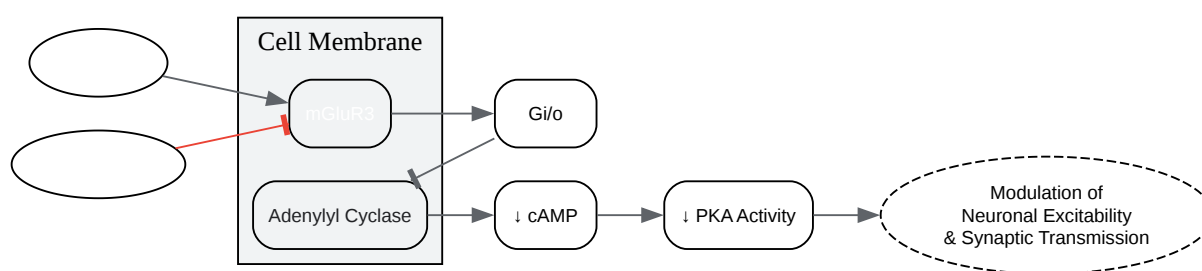 Cell Membrane
mGluR3
Gi/o
Adenylyl Cyclase
↓ cAMP
↓ PKA Activity
Modulation of
Neuronal Excitability
& Synaptic Transmission